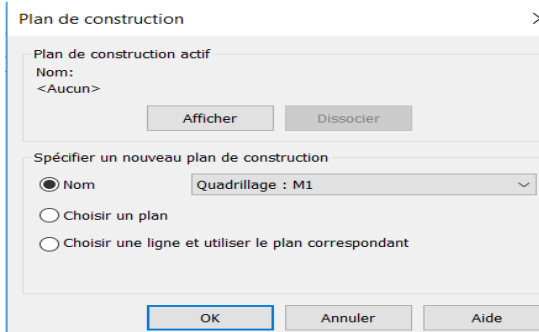 Plan de construction
Plan de construction actif
Nom:
<Aucun>
Afficher Dissocier
Spécifier un nouveau plan de construction
Nom Quadrillage : M1
Choisir un plan
Choisir une ligne et utiliser le plan correspondant
OK Annuler Aide